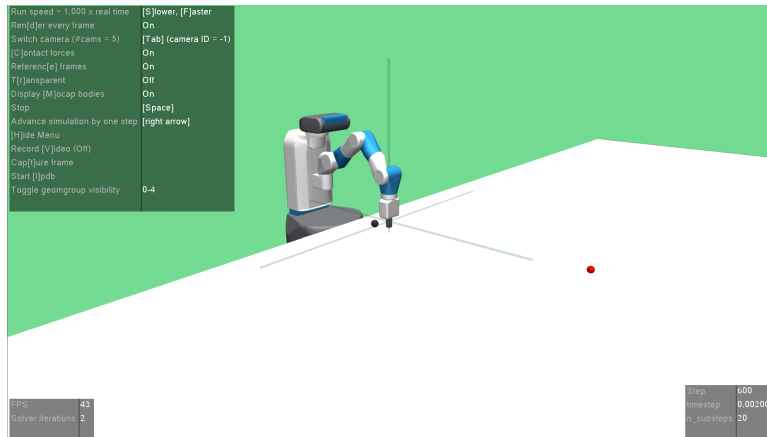 Run speed = 1,000 x real time [S]lower, [F]aster
Ren[d]er every frame On
Switch camera (#cams = 5) [Tab] (camera ID = -1)
[C]ontact forces On
Referenc[e] frames On
T[r]ansparent Off
Display [M]ocap bodies On
Stop [Space]
Advance simulation by one step [right arrow]
[H]ide Menu
Record [V]ideo (Off)
Cap[t]ure frame
Start [i]pdb
Toggle geomgroup visibility 0-4
FPS 43
Solver iterations 2
Step 600
timestep 0,00200
n_substeps 20